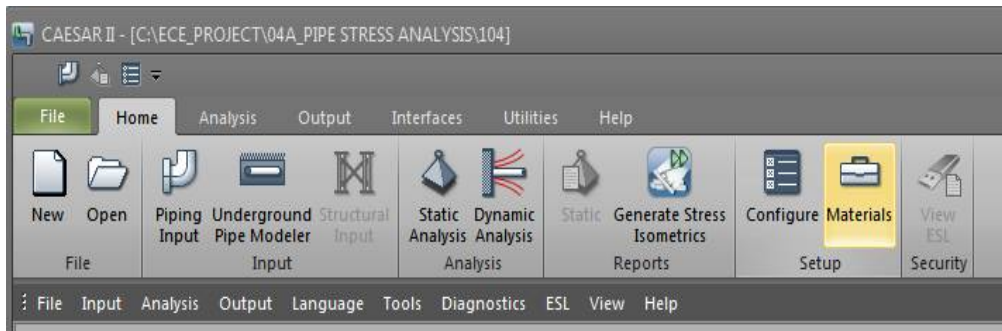 CAESAR II - [C:\ECE_PROJECT\04A_PIPE STRESS ANALYSIS\104]
File Home Analysis Output Interfaces Utilities Help
New Open Piping Input Underground Pipe Modeler Structural Input Static Analysis Dynamic Analysis Static Generate Stress Isometrics Configure Materials View ESL
File Input Analysis Reports Setup Security
File Input Analysis Output Language Tools Diagnostics ESL View Help